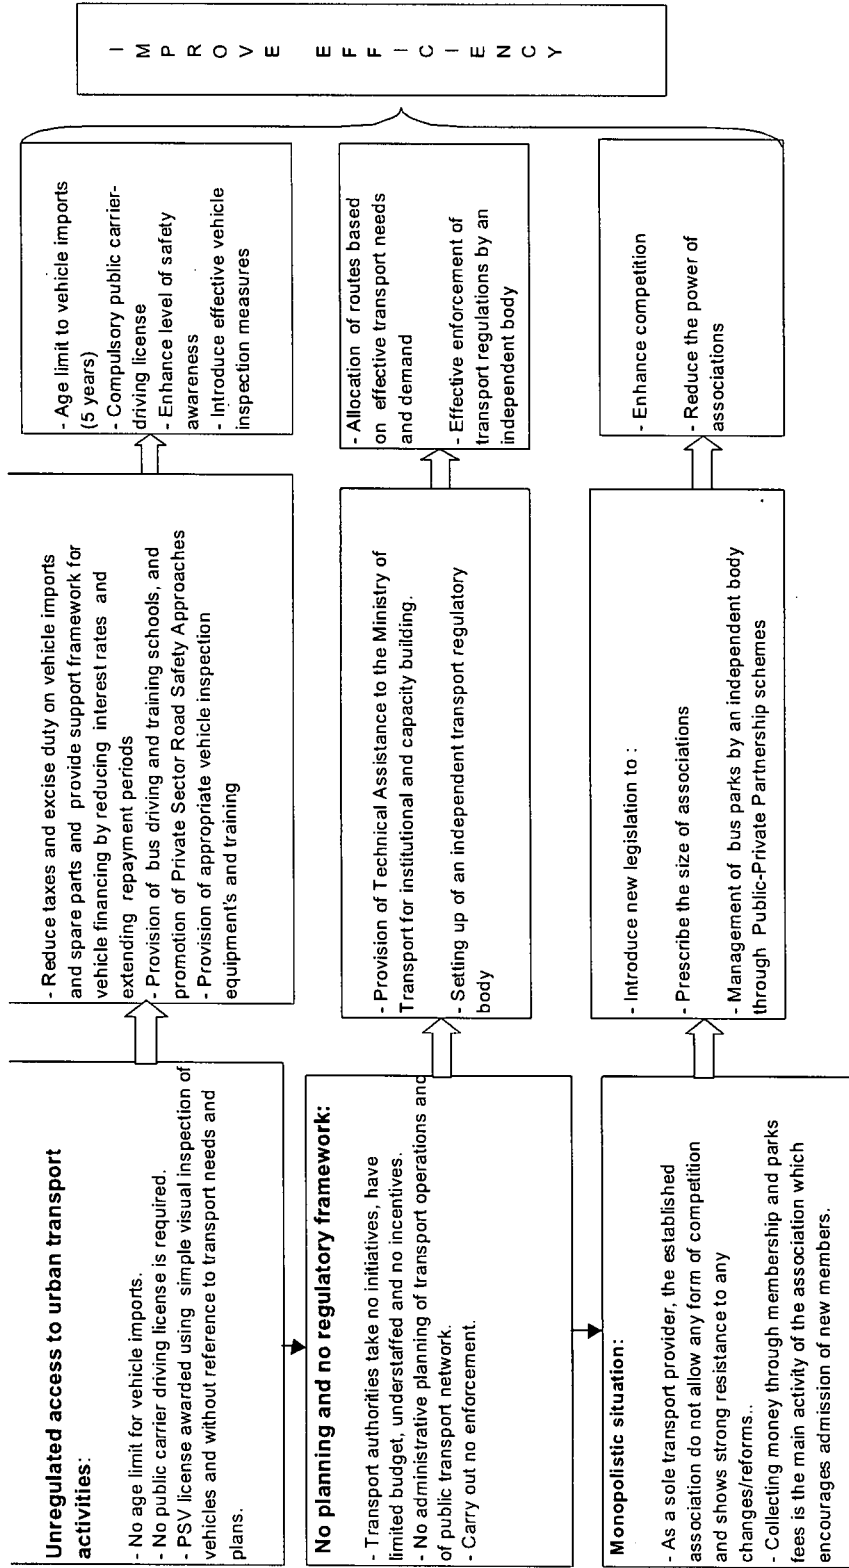 Unregulated access to urban transport
activities:
- No age limit for vehicle imports.
- No public carrier driving license is required.
- PSV license awarded using simple visual inspection of
vehicles and without reference to transport needs and
plans.
- Reduce taxes and excise duty on vehicle imports
and spare parts and provide support framework for
vehicle financing by reducing interest rates and
extending repayment periods
- Provision of bus driving and training schools, and
promotion of Private Sector Road Safety Approaches
- Provision of appropriate vehicle inspection
equipment's and training
- Age limit to vehicle imports
(5 years)
- Compulsory public carrier-
driving license
- Enhance level of safety
awareness
- Introduce effective vehicle
inspection measures
No planning and no regulatory framework:
- Transport authorities take no initiatives, have
limited budget, understaffed and no incentives.
- No administrative planning of transport operations and
of public transport network.
- Carry out no enforcement.
- Provision of Technical Assistance to the Ministry of
Transport for institutional and capacity building.
- Setting up of an independent transport regulatory
body
- Allocation of routes based
on effective transport needs
and demand
- Effective enforcement of
transport regulations by an
independent body
Monopolistic situation:
- As a sole transport provider, the established
association do not allow any form of competition
and shows strong resistance to any
changes/reforms..
- Collecting money through membership and parks
fees is the main activity of the association which
encourages admission of new members.
- Introduce new legislation to :
- Prescribe the size of associations
- Management of bus parks by an independent body
through Public-Private Partnership schemes
- Enhance competition
- Reduce the power of
associations
I
M
P
R
O
V
E
E
F
F
I
C
I
E
N
C
Y